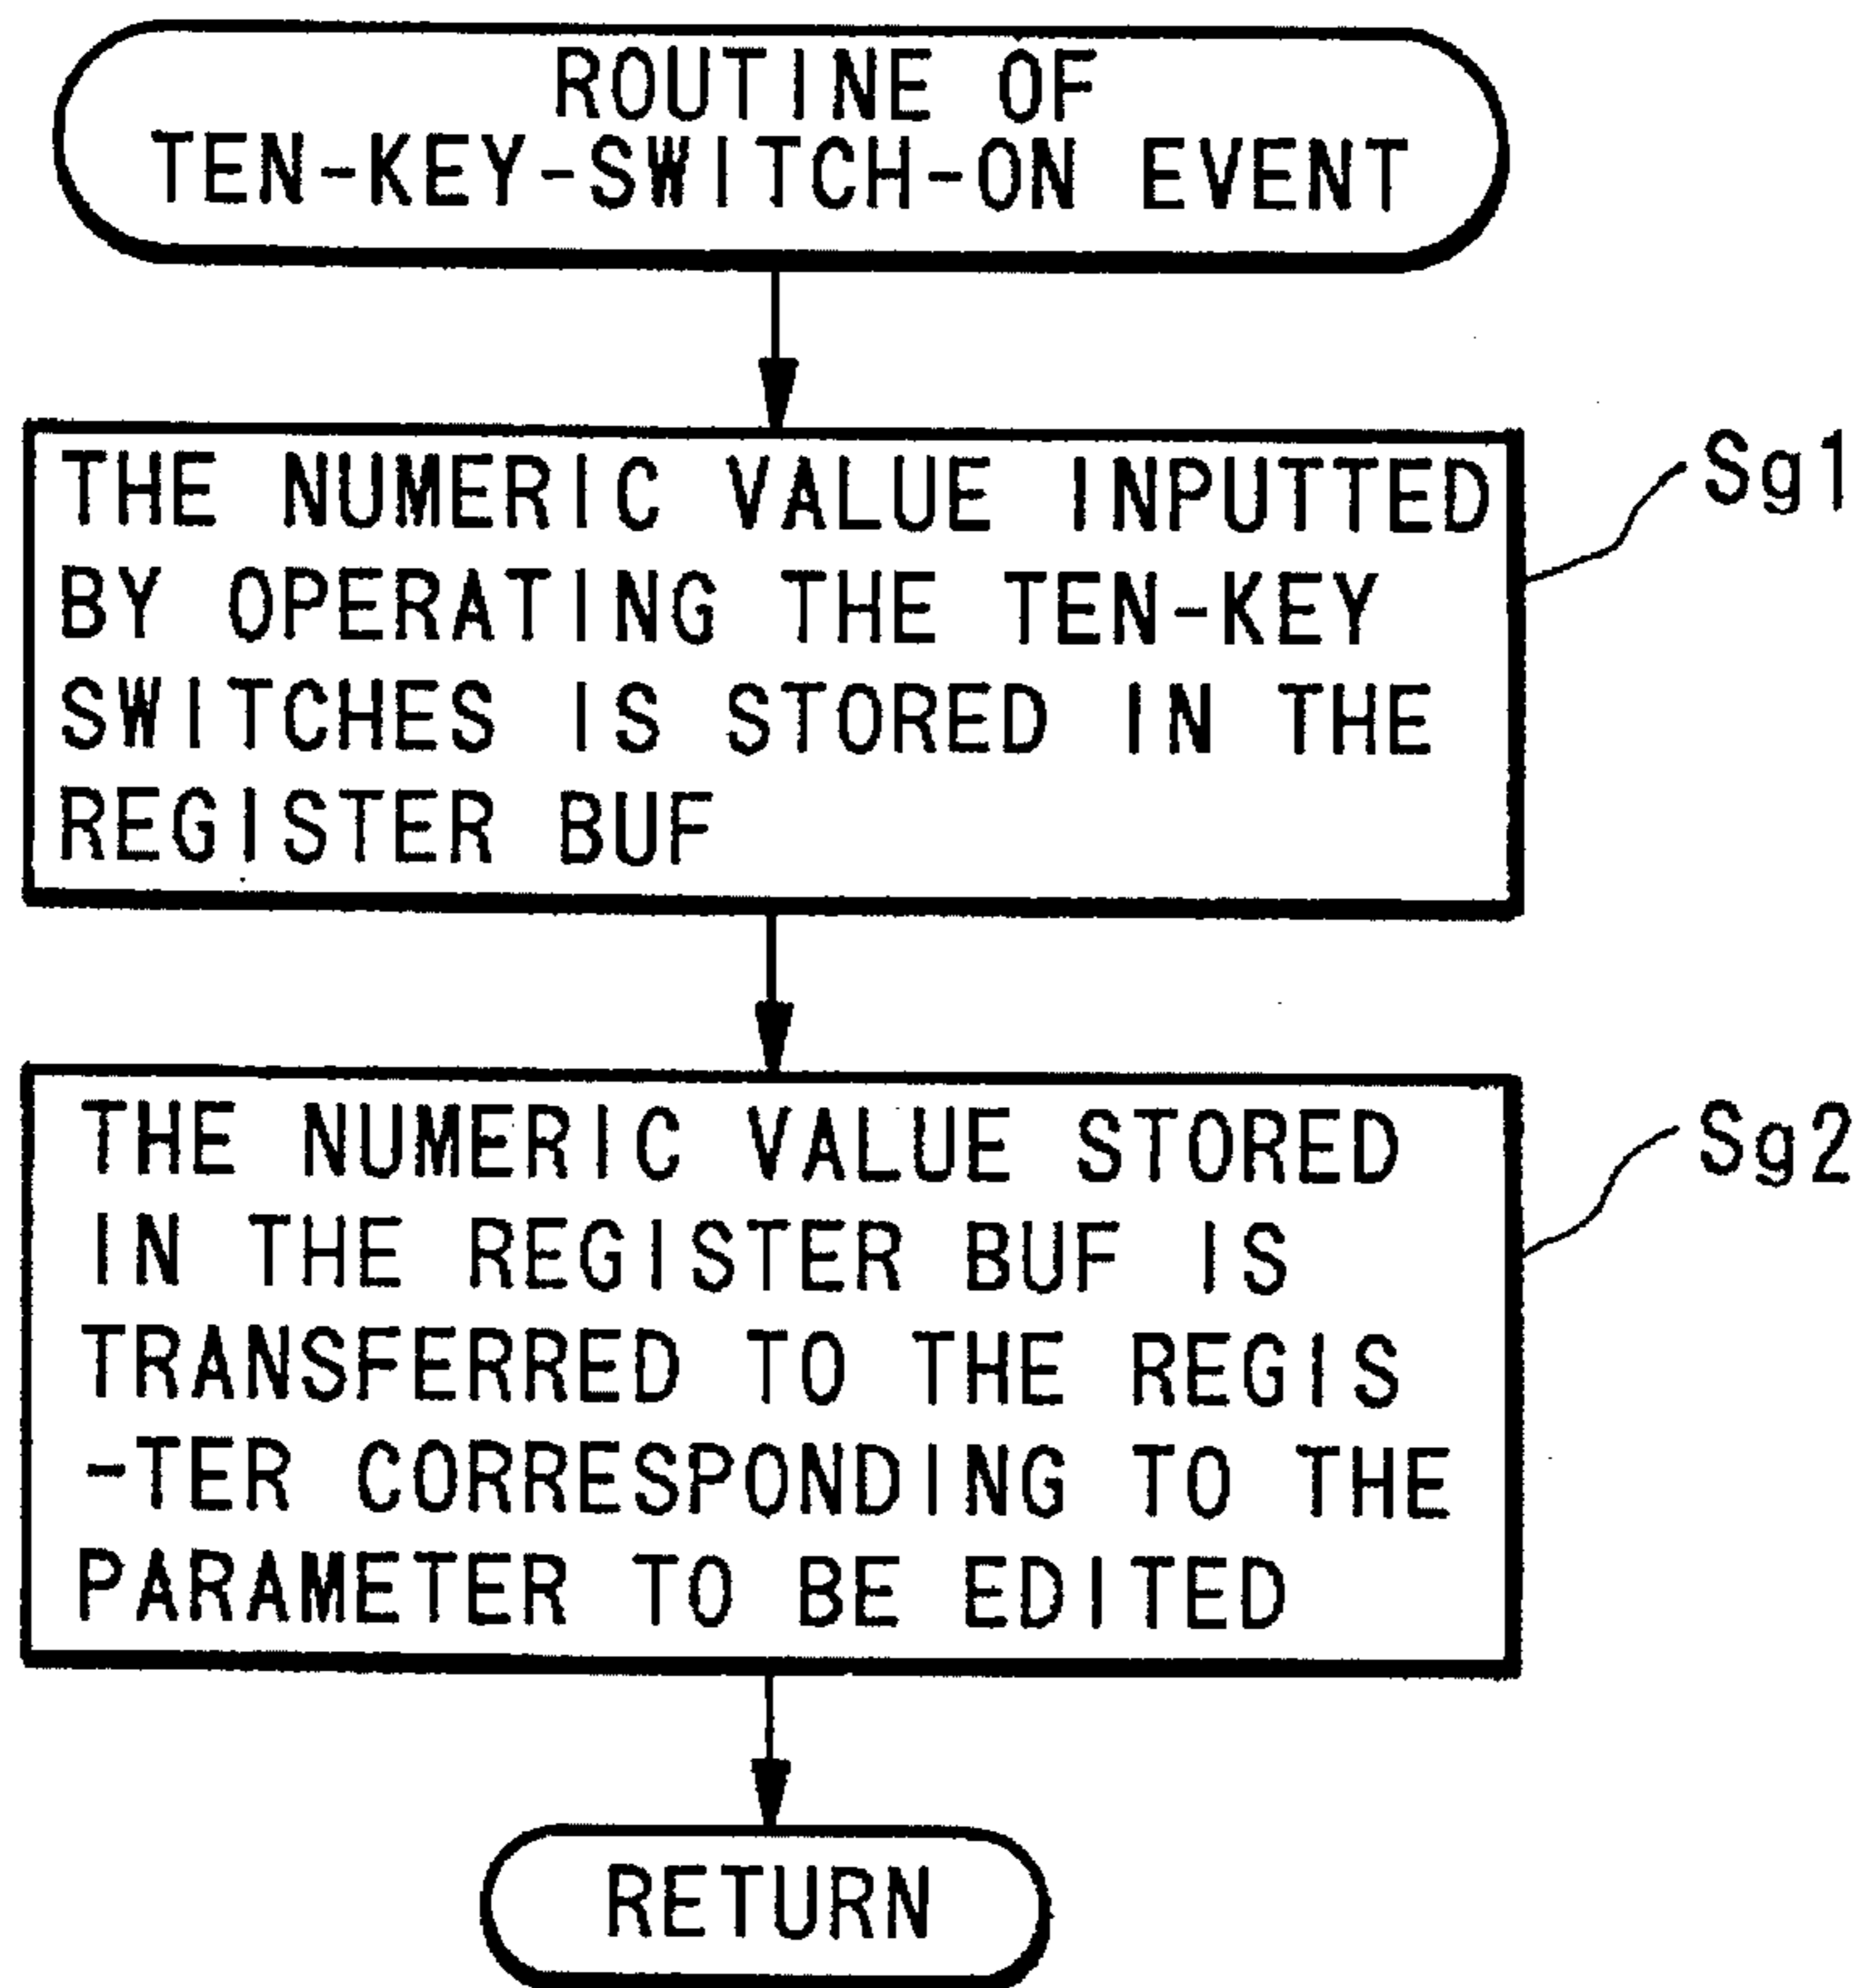 ROUTINE OF
TEN-KEY-SWITCH-ON EVENT
THE NUMERIC VALUE INPUTTED
BY OPERATING THE TEN-KEY
SWITCHES IS STORED IN THE
REGISTER BUF
Sg1
THE NUMERIC VALUE STORED
IN THE REGISTER BUF IS
TRANSFERRED TO THE REGIS
-TER CORRESPONDING TO THE
PARAMETER TO BE EDITED
Sg2
RETURN